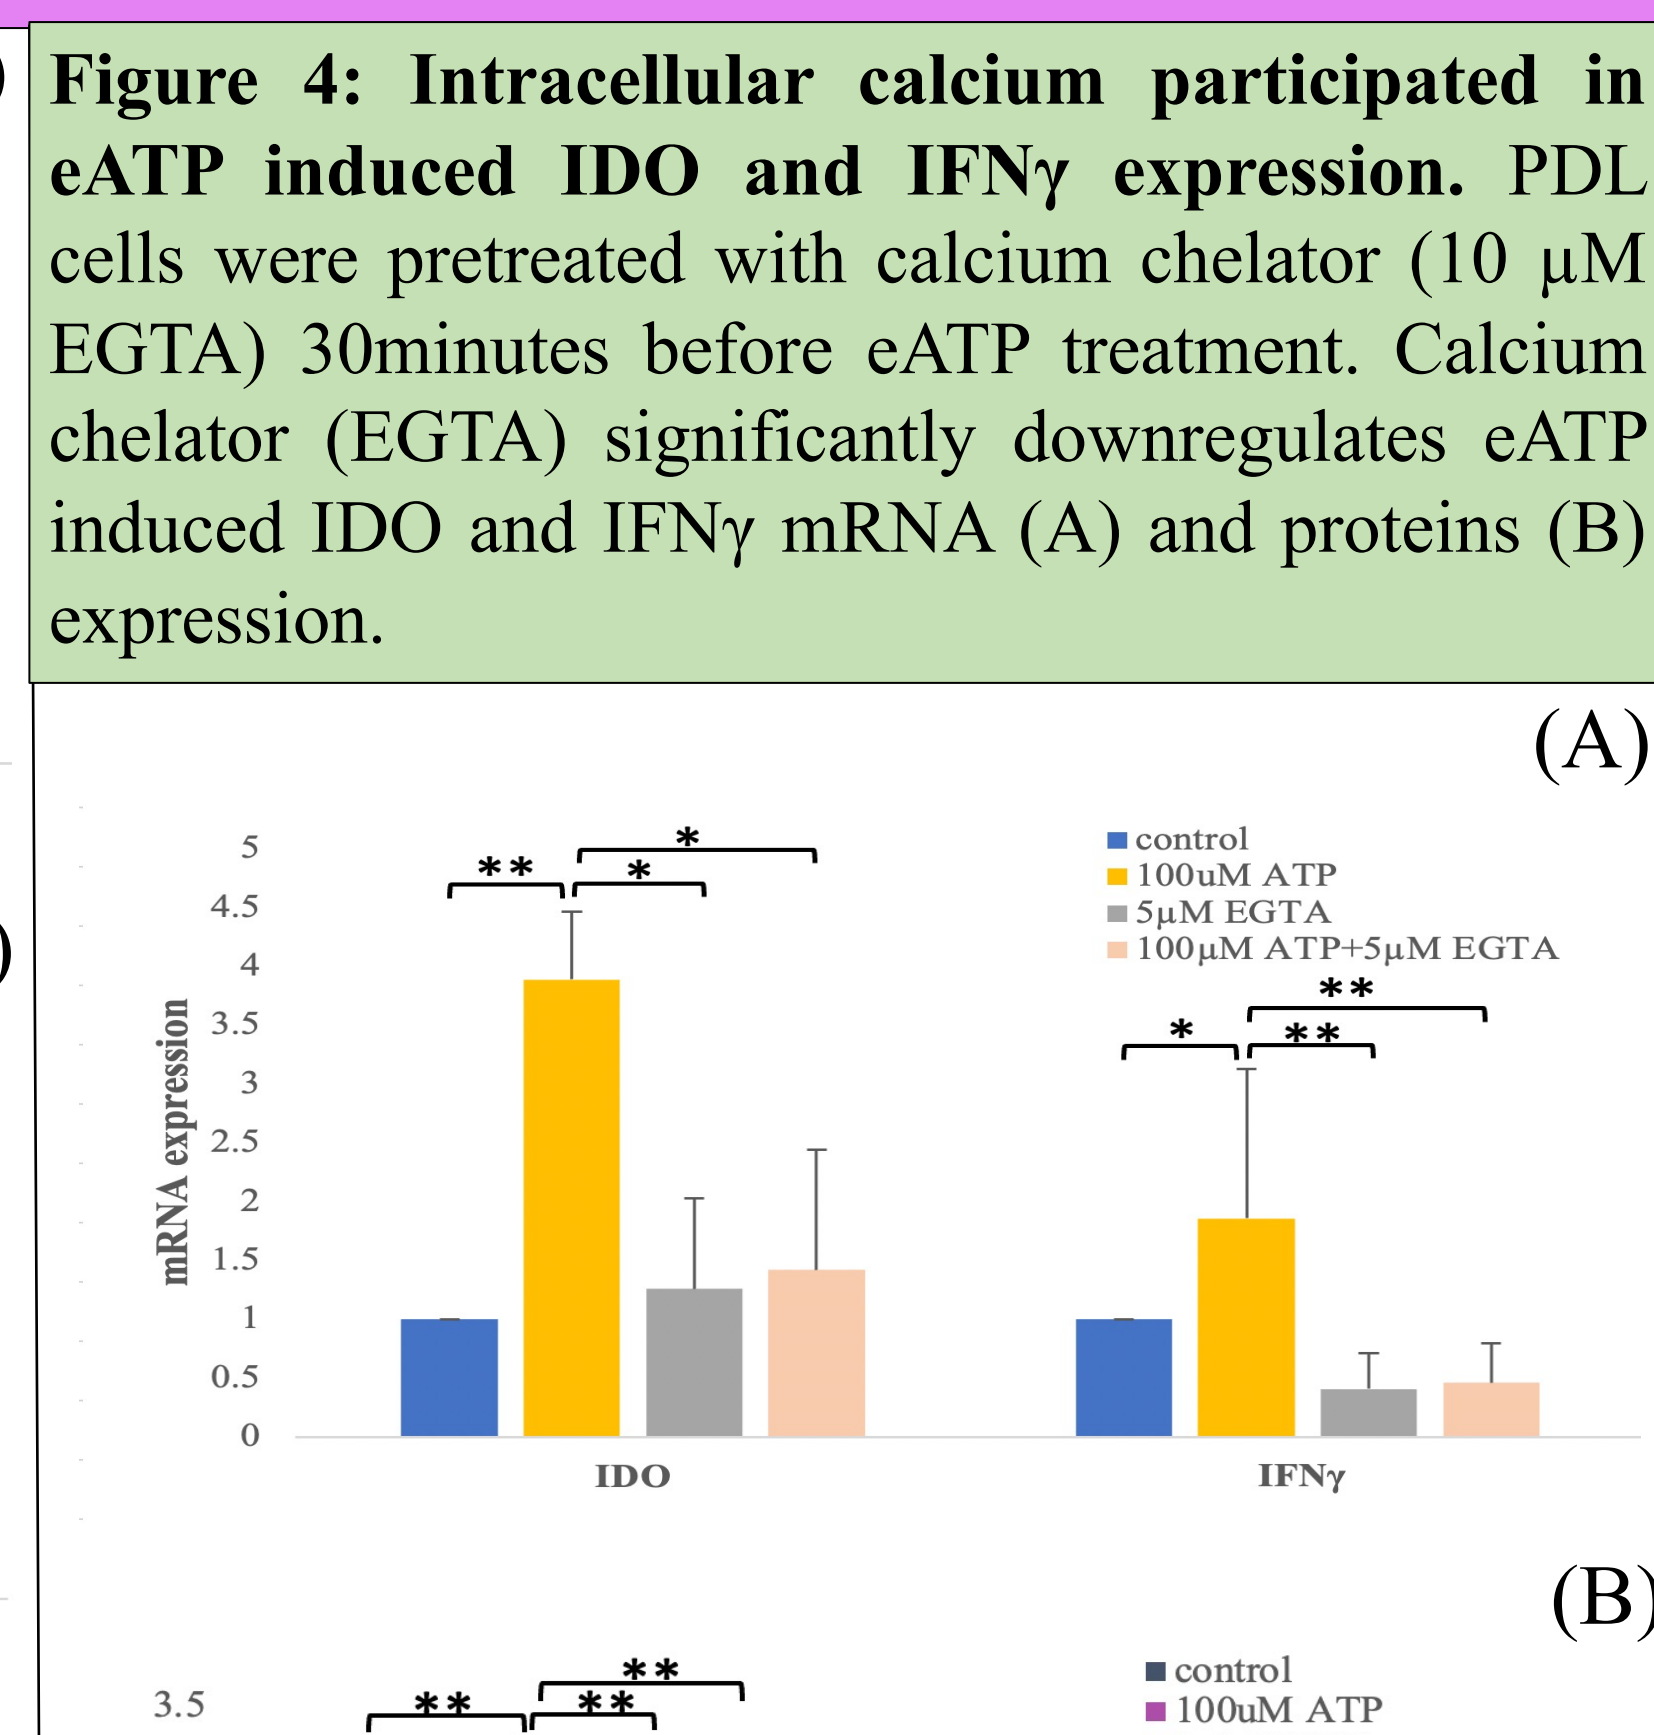 Figure 4: Intracellular calcium participated in
eATP induced IDO and IFNγ expression. PDL
cells were pretreated with calcium chelator (10 μM
EGTA) 30minutes before eATP treatment. Calcium
chelator (EGTA) significantly downregulates eATP
induced IDO and IFNγ mRNA (A) and proteins (B)
expression.
(A)
mRNA expression
5
4.5
4
3.5
3
2.5
2
1.5
1
0.5
0
**
*
*
control
100uM ATP
5μM EGTA
100μM ATP+5μM EGTA
*
**
**
IDO
IFNγ
(B)
3.5
**
**
**
control
100uM ATP